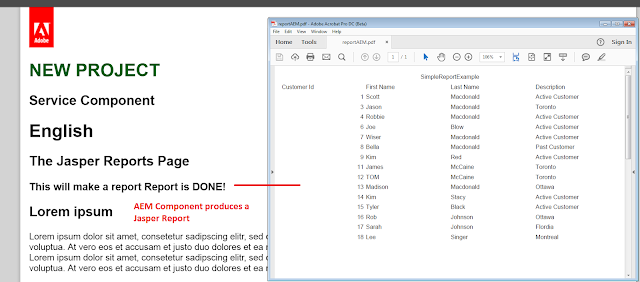 Adobe
NEW PROJECT
Service Component
English
The Jasper Reports Page
This will make a report Report is DONE!
Lorem ipsum
AEM Component produces a
Jasper Report
Lorem ipsum dolor sit amet, consetetur sadipscing elitr, sed d
voluptua. At vero eos et accusam et justo duo dolores et ea r
Lorem ipsum dolor sit amet, consetetur sadipscing elitr, sed d
voluptua. At vero eos et accusam et justo duo dolores et ea r
reportAEM.pdf - Adobe Acrobat Pro DC (Beta)
File Edit View Window Help
Home Tools reportAEM.pdf × Sign In
1 / 1 106%
SimpleReportExample
Customer Id First Name Last Name Description
1 Scott Macdonald Active Customer
3 Jason Macdonald Toronto
4 Robbie Macdonald Active Customer
6 Joe Blow Active Customer
7 Wiser Macdonald Active Customer
8 Bella Macdonald Past Customer
9 Kim Red Active Customer
11 James McCaine Toronto
12 TOM McCaine Toronto
13 Madison Macdonald Ottawa
14 Kim Stacy Active Customer
15 Tyler Black Active Customer
16 Rob Johnson Ottawa
17 Sarah Johnson Flordia
18 Lee Singer Montreal